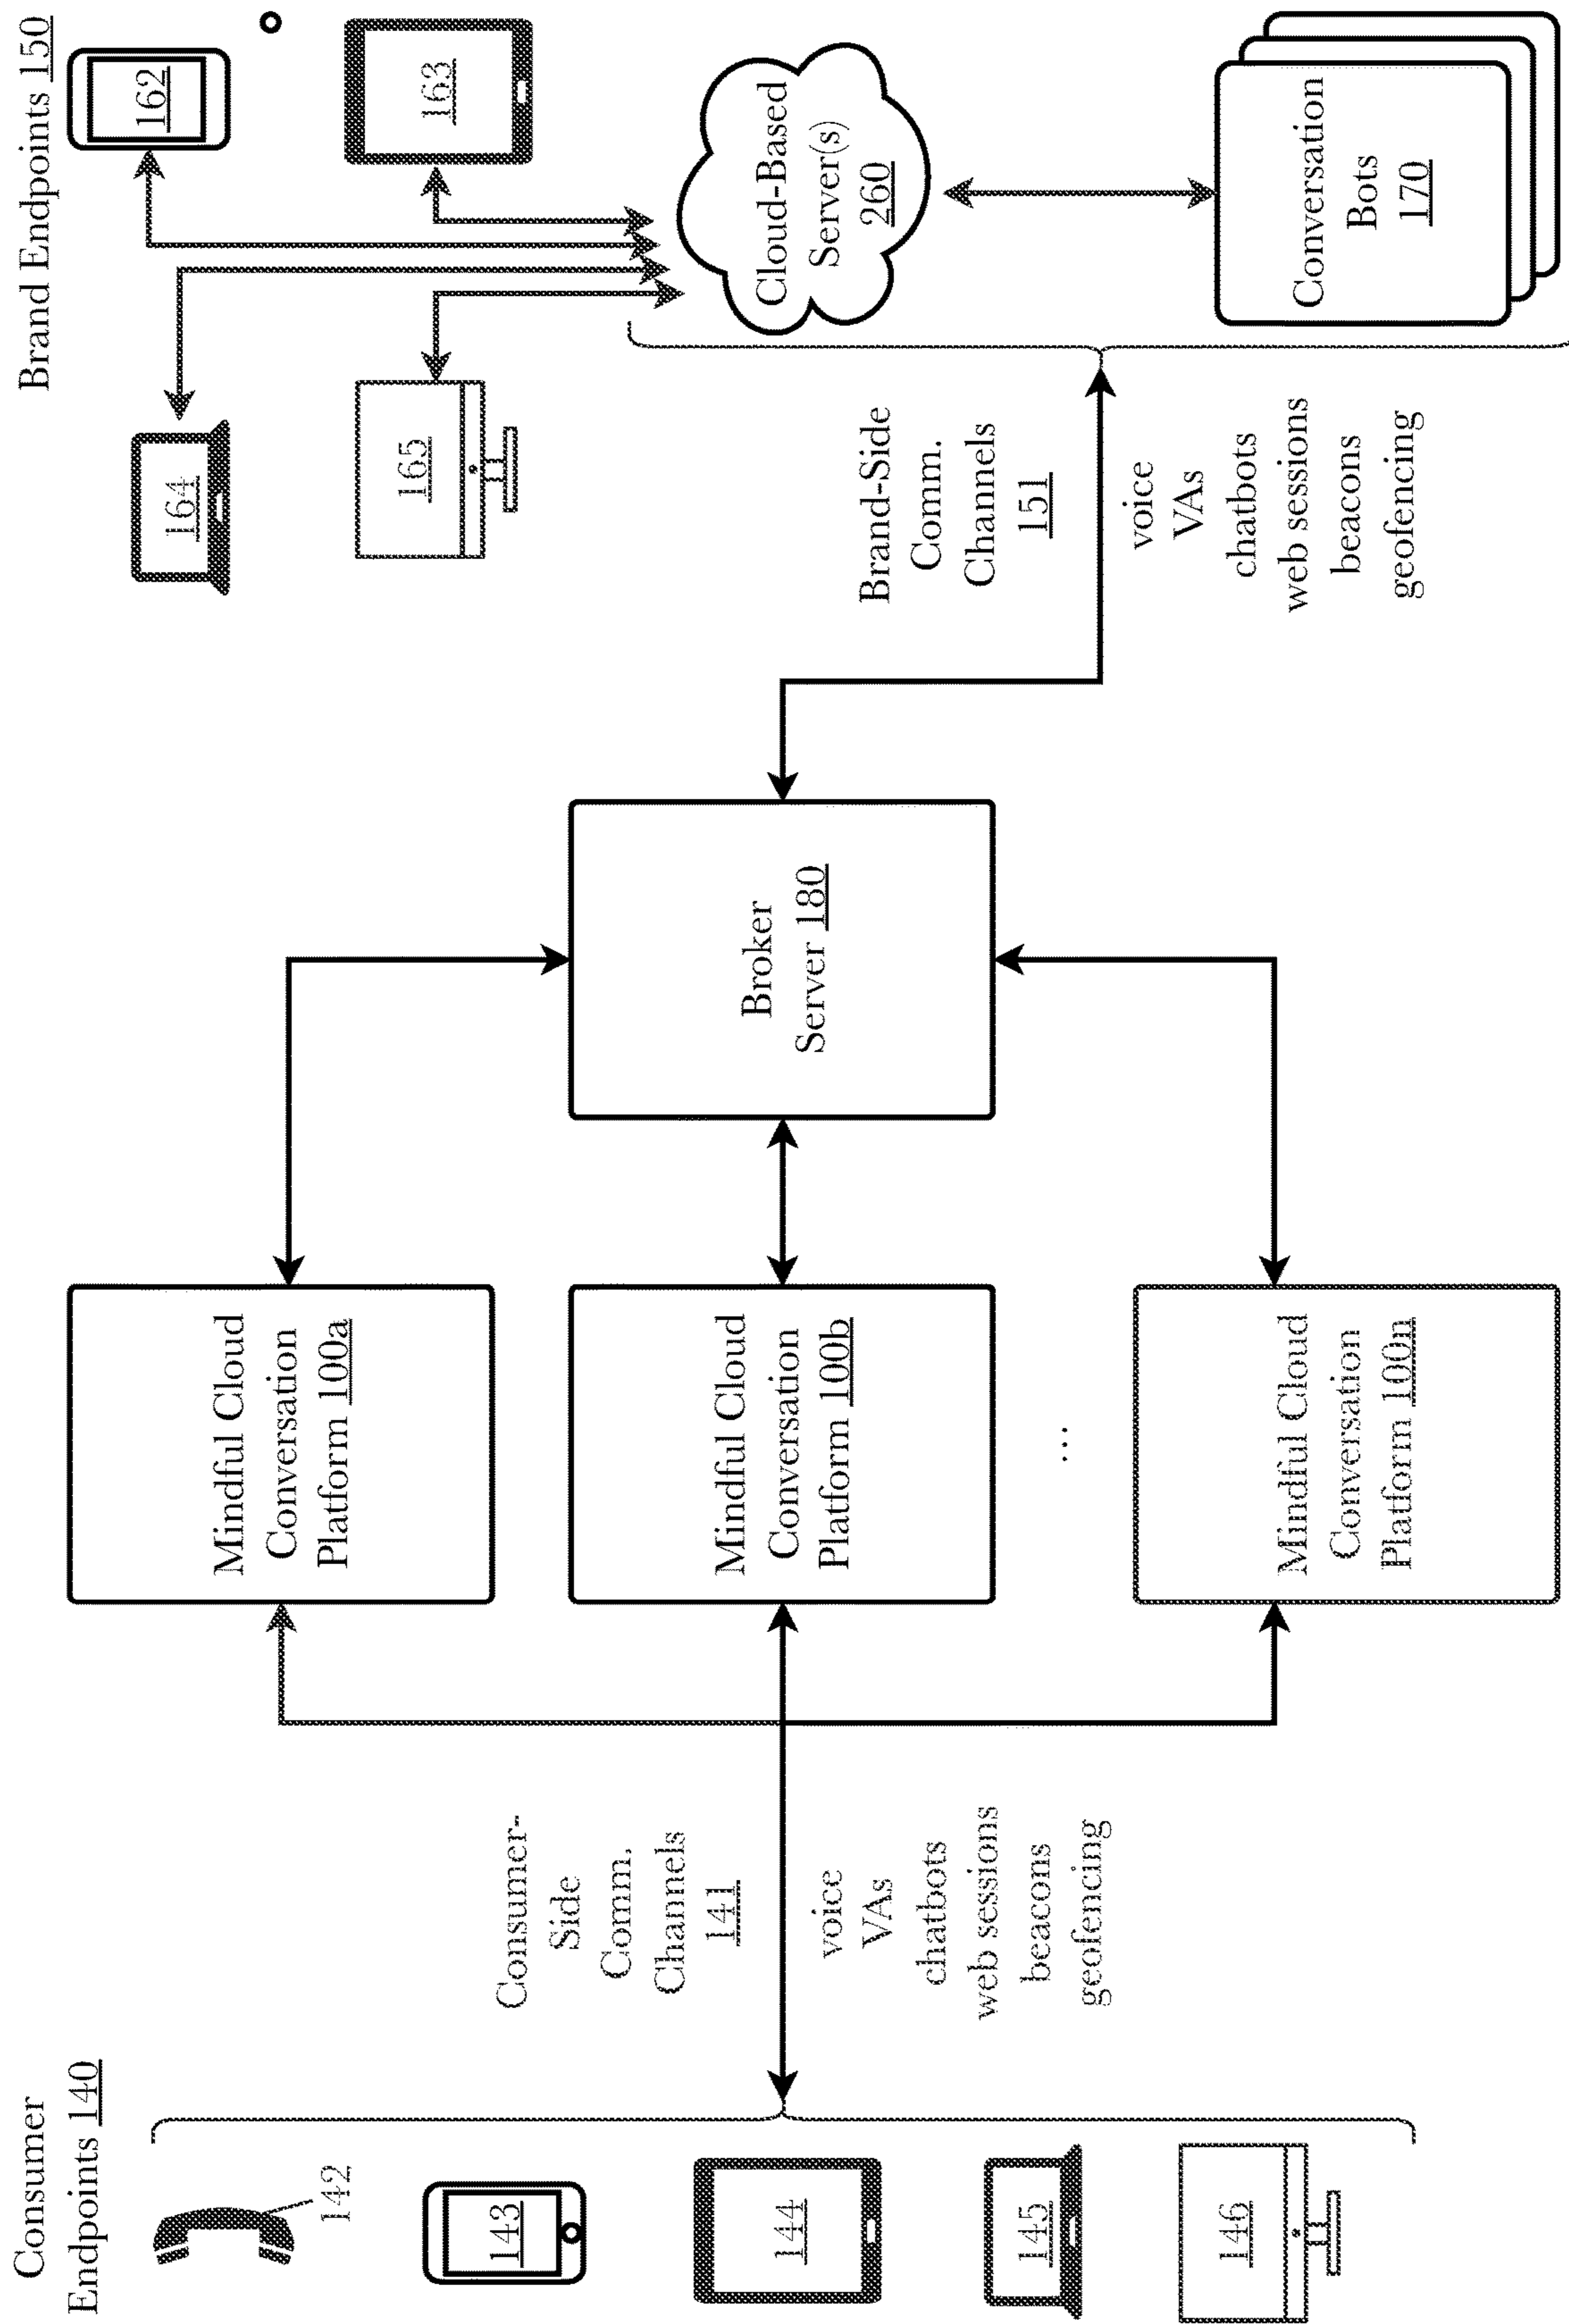 Consumer
Endpoints 140
142
143
144
145
146
Consumer-
Side
Comm.
Channels
141
voice
VAs
chatbots
web sessions
beacons
geofencing
Mindful Cloud
Conversation
Platform 100a
Mindful Cloud
Conversation
Platform 100b
...
Mindful Cloud
Conversation
Platform 100n
Broker
Server 180
Brand-Side
Comm.
Channels
151
voice
VAs
chatbots
web sessions
beacons
geofencing
Brand Endpoints 150
164
162
165
163
Cloud-Based
Server(s)
260
Conversation
Bots
170